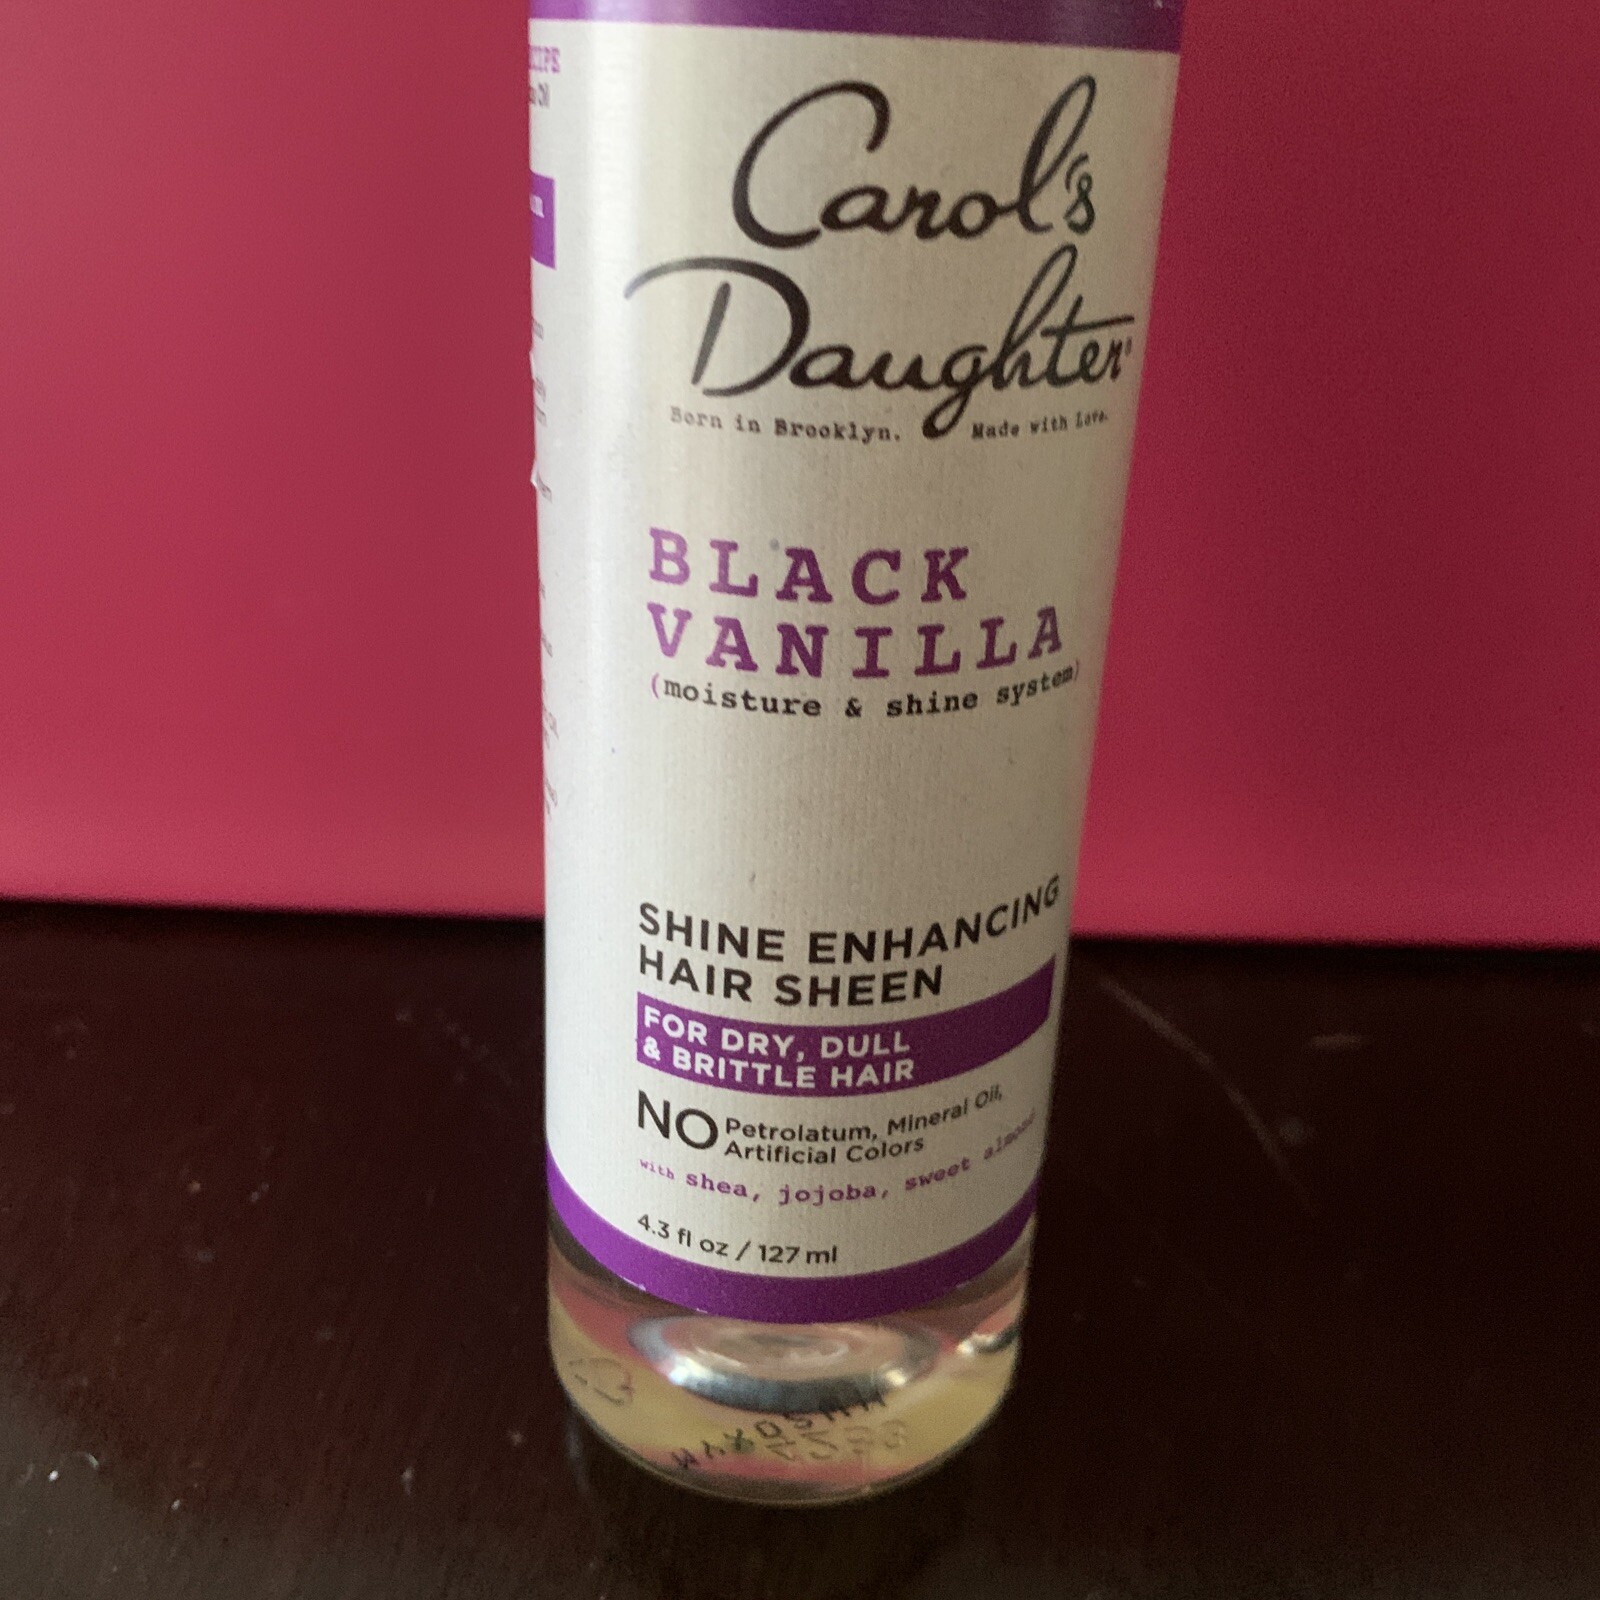 Carol's
Daughter®
Born in Brooklyn. Made with Love.
BLACK
VANILLA
(moisture & shine system)
SHINE ENHANCING
HAIR SHEEN
FOR DRY, DULL
& BRITTLE HAIR
NO Petrolatum, Mineral Oil,
Artificial Colors
with shea, jojoba, sweet almond
4.3 fl oz / 127 ml